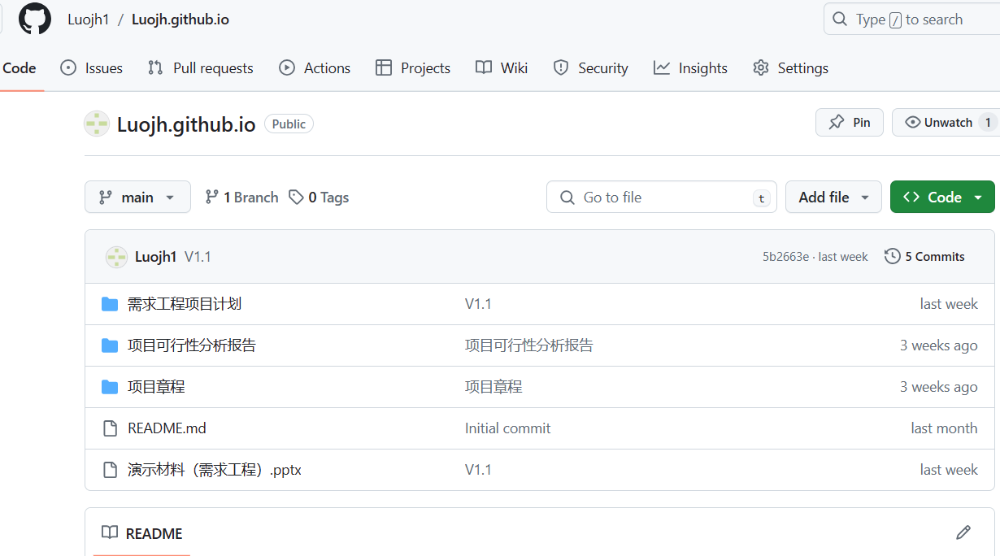 Luojh1 / Luojh.github.io Type / to search
Code Issues Pull requests Actions Projects Wiki Security Insights Settings
Luojh.github.io Public Pin Unwatch 1
main 1 Branch 0 Tags Go to file t Add file Code
Luojh1 V1.1 5b2663e · last week 5 Commits
需求工程项目计划 V1.1 last week
项目可行性分析报告 项目可行性分析报告 3 weeks ago
项目章程 项目章程 3 weeks ago
README.md Initial commit last month
演示材料（需求工程）.pptx V1.1 last week
README